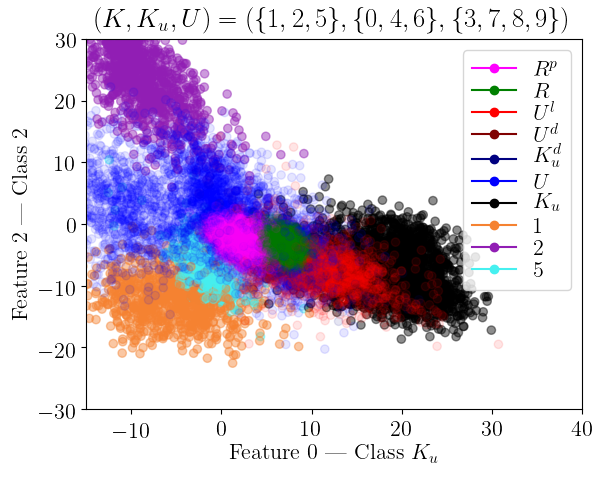 (K, K_u, U) = ({1, 2, 5}, {0, 4, 6}, {3, 7, 8, 9})
30
20
10
0
−10
−20
−30
Feature 2 — Class 2
R^p
R
U^l
U^d
K_u^d
U
K_u
1
2
5
−10 0 10 20 30 40
Feature 0 — Class K_u